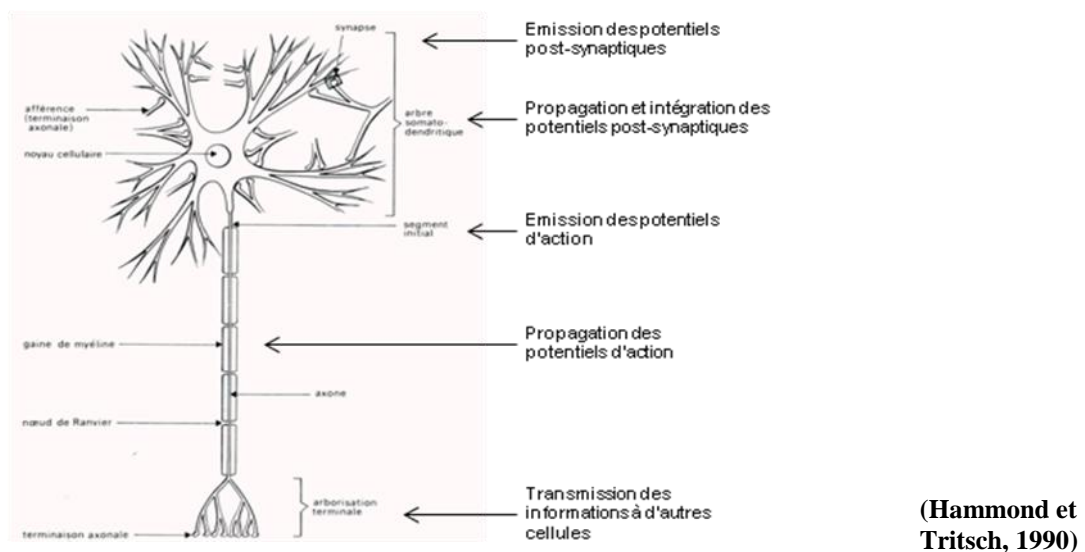 synapse
Emission des potentiels
post-synaptiques
afférence
(terminaison
axonale)
arbre
somato-
dendritique
Propagation et intégration des
potentiels post-synaptiques
noyau cellulaire
segment
initial
Emission des potentiels
d'action
gaine de myéline
Propagation des
potentiels d'action
axone
nœud de Ranvier
arborisation
terminale
Transmission des
informations à d'autres
cellules
terminaison axonale
(Hammond et
Tritsch, 1990)